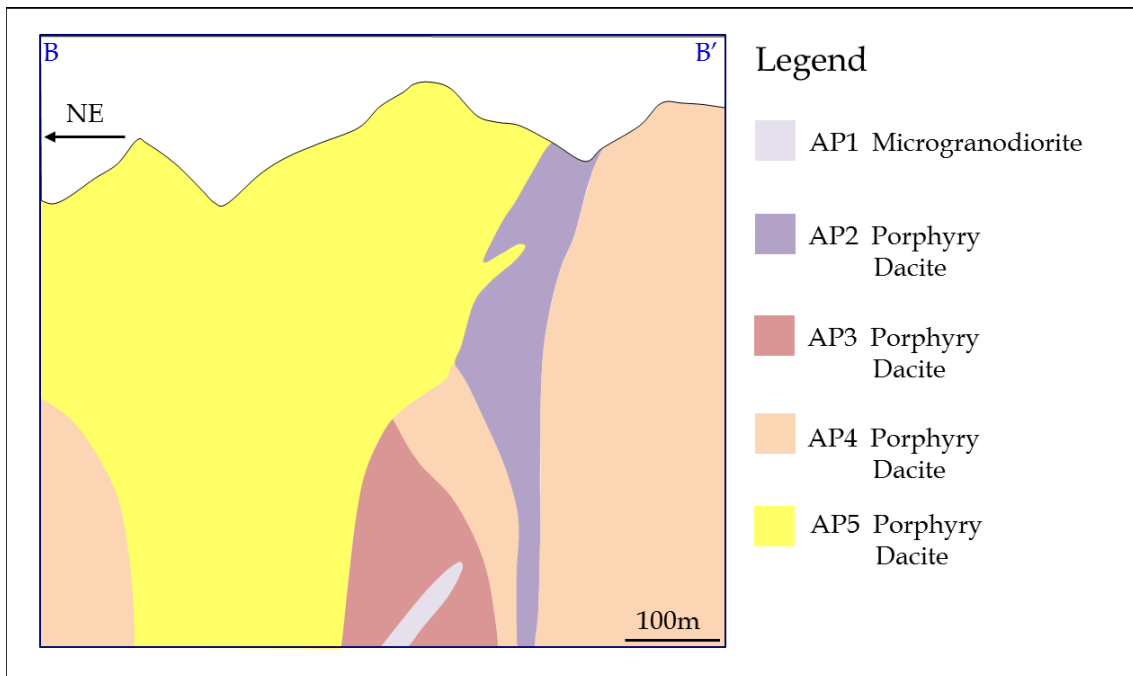 B
B′
NE
100m
Legend
AP1 Microgranodiorite
AP2 Porphyry
Dacite
AP3 Porphyry
Dacite
AP4 Porphyry
Dacite
AP5 Porphyry
Dacite